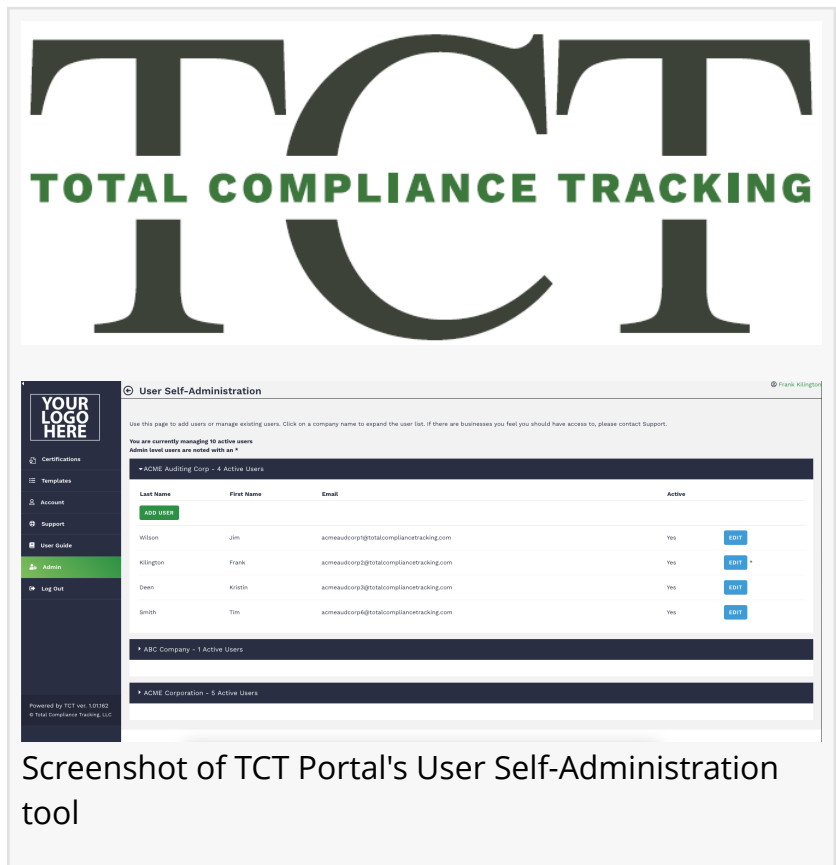 TCT
TOTAL COMPLIANCE TRACKING
YOUR
LOGO
HERE
Certifications
Templates
Account
Support
User Guide
Admin
Log Out
Powered by TCT ver. 1.01.162
© Total Compliance Tracking, LLC
User Self-Administration
Frank Kilington
Use this page to add users or manage existing users. Click on a company name to expand the user list. If there are businesses you feel you should have access to, please contact Support.
You are currently managing 10 active users
Admin level users are noted with an *
ACME Auditing Corp - 4 Active Users
Last Name First Name Email Active
ADD USER
Wilson Jim acmeaudcorp1@totalcompliancetracking.com Yes EDIT
Kilington Frank acmeaudcorp2@totalcompliancetracking.com Yes EDIT *
Deen Kristin acmeaudcorp3@totalcompliancetracking.com Yes EDIT
Smith Tim acmeaudcorp6@totalcompliancetracking.com Yes EDIT
ABC Company - 1 Active Users
ACME Corporation - 5 Active Users
Screenshot of TCT Portal's User Self-Administration
tool